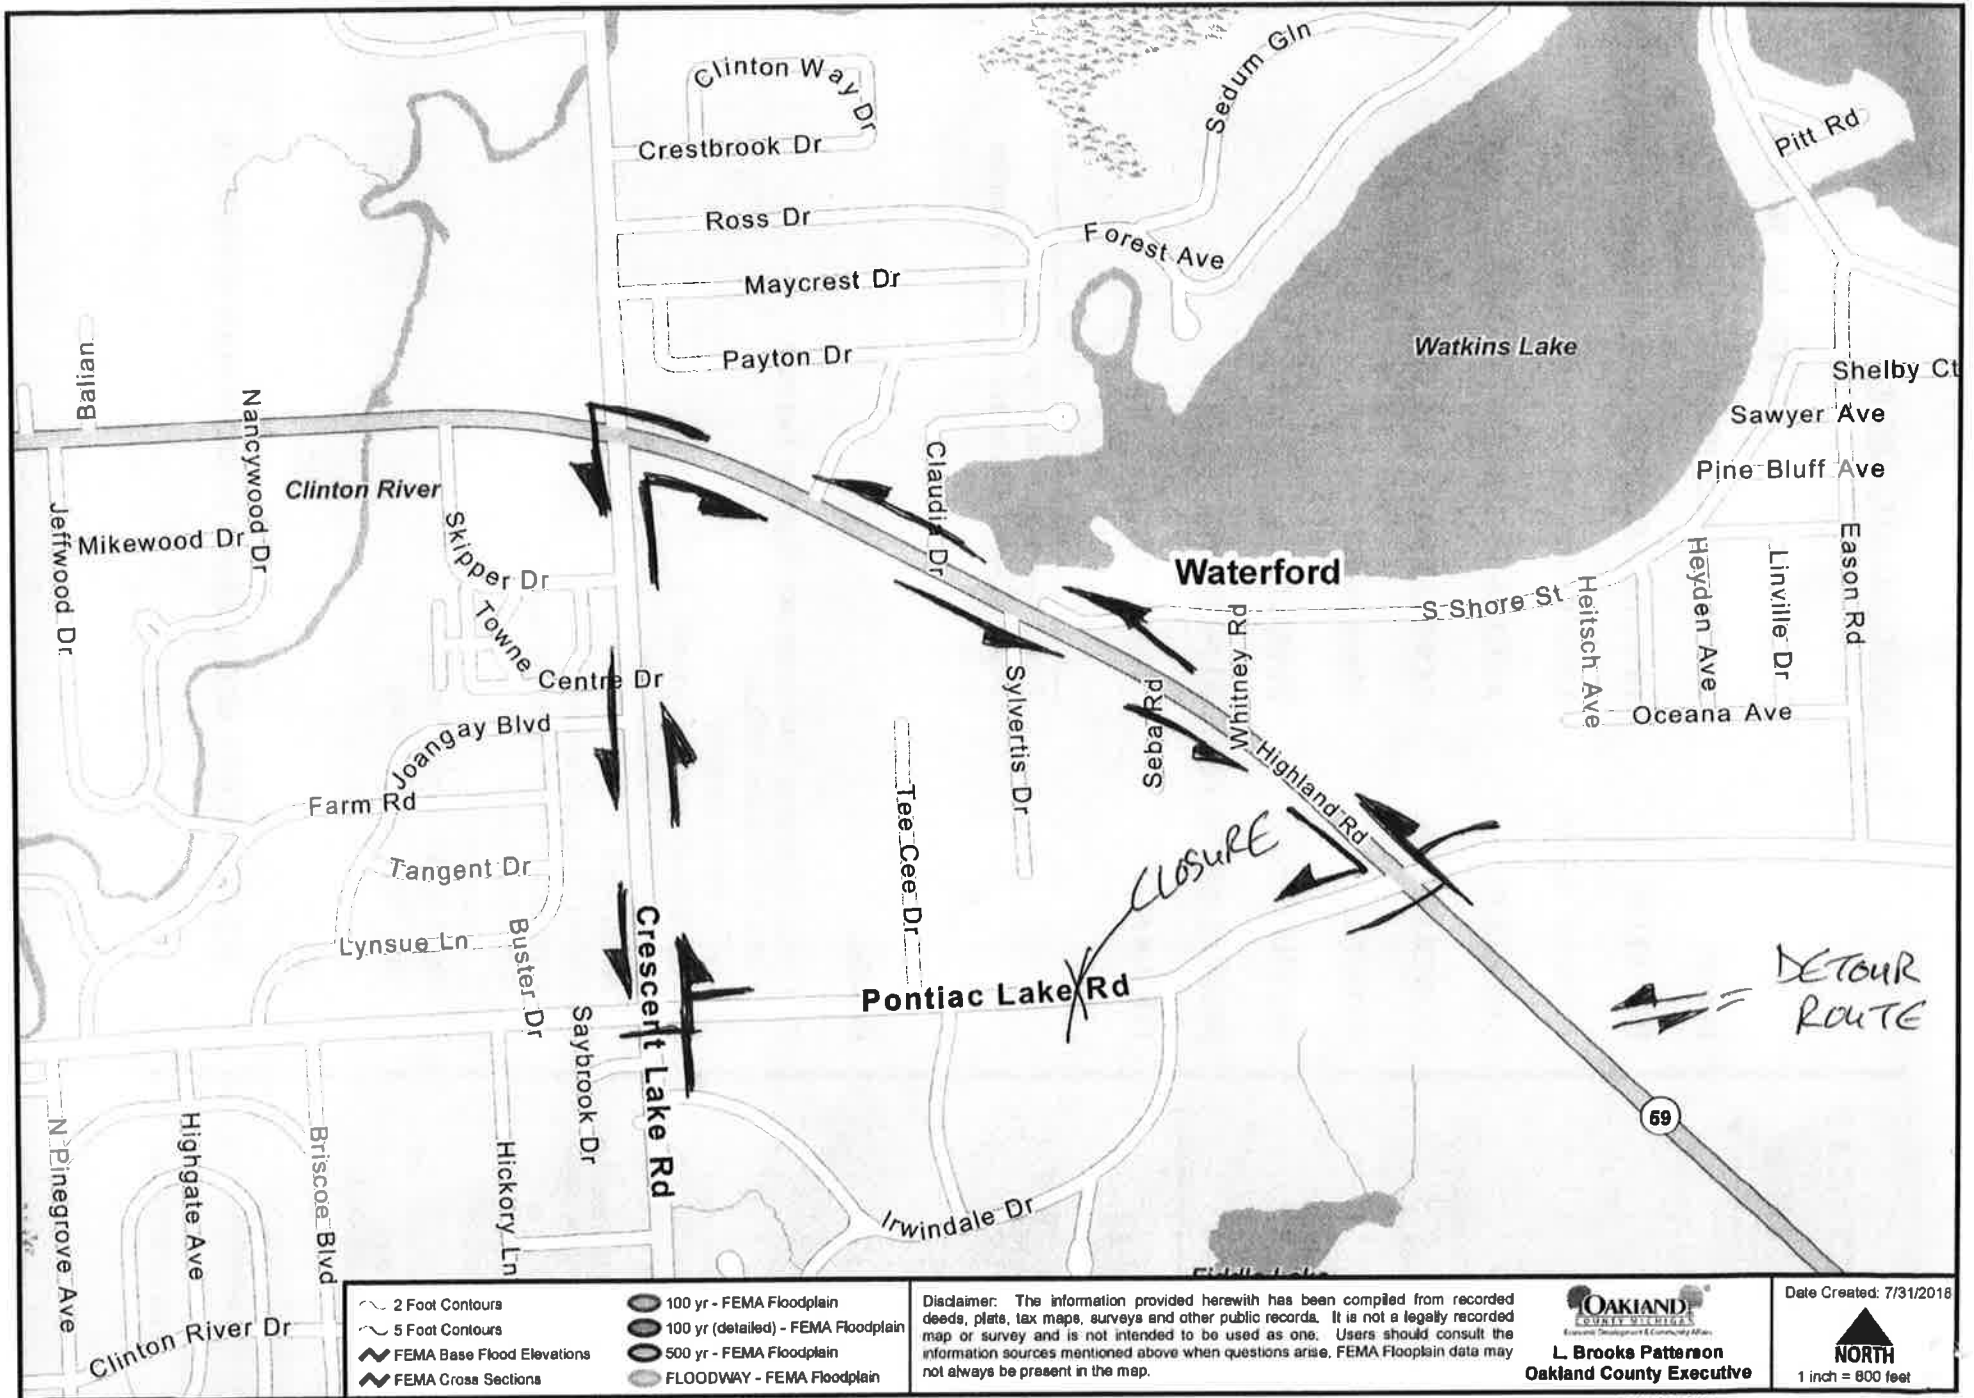 Clinton Way Dr
Sedum Gln
Crestbrook Dr
Pitt Rd
Ross Dr
Forest Ave
Maycrest Dr
Payton Dr
Watkins Lake
Shelby Ct
Balian
Sawyer Ave
Nancywood Dr
Pine Bluff Ave
Clinton River
Claudia Dr
Jeffwood Dr
Mikewood Dr
Skipper Dr
Waterford
Eason Rd
Heyden Ave
Linville Dr
Heitsch Ave
S Shore St
Towne Centre Dr
Whitney Rd
Sylvertis Dr
Seba Rd
Oceana Ave
Joangay Blvd
Highland Rd
Farm Rd
Tee Cee Dr
CLOSURE
Tangent Dr
Lynsue Ln
Buster Dr
Crescent Lake Rd
Pontiac Lake Rd
DETOUR
ROUTE
Saybrook Dr
59
N Pinegrove Ave
Highgate Ave
Briscoe Blvd
Hickory Ln
Irwindale Dr
Clinton River Dr
2 Foot Contours
5 Foot Contours
FEMA Base Flood Elevations
FEMA Cross Sections
100 yr - FEMA Floodplain
100 yr (detailed) - FEMA Floodplain
500 yr - FEMA Floodplain
FLOODWAY - FEMA Floodplain
Disclaimer: The information provided herewith has been compiled from recorded
deeds, plats, tax maps, surveys and other public records. It is not a legally recorded
map or survey and is not intended to be used as one. Users should consult the
information sources mentioned above when questions arise. FEMA Flooplain data may
not always be present in the map.
OAKLAND
COUNTY MICHIGAN
Economic Development & Community Affairs
L. Brooks Patterson
Oakland County Executive
Date Created: 7/31/2018
NORTH
1 inch = 800 feet